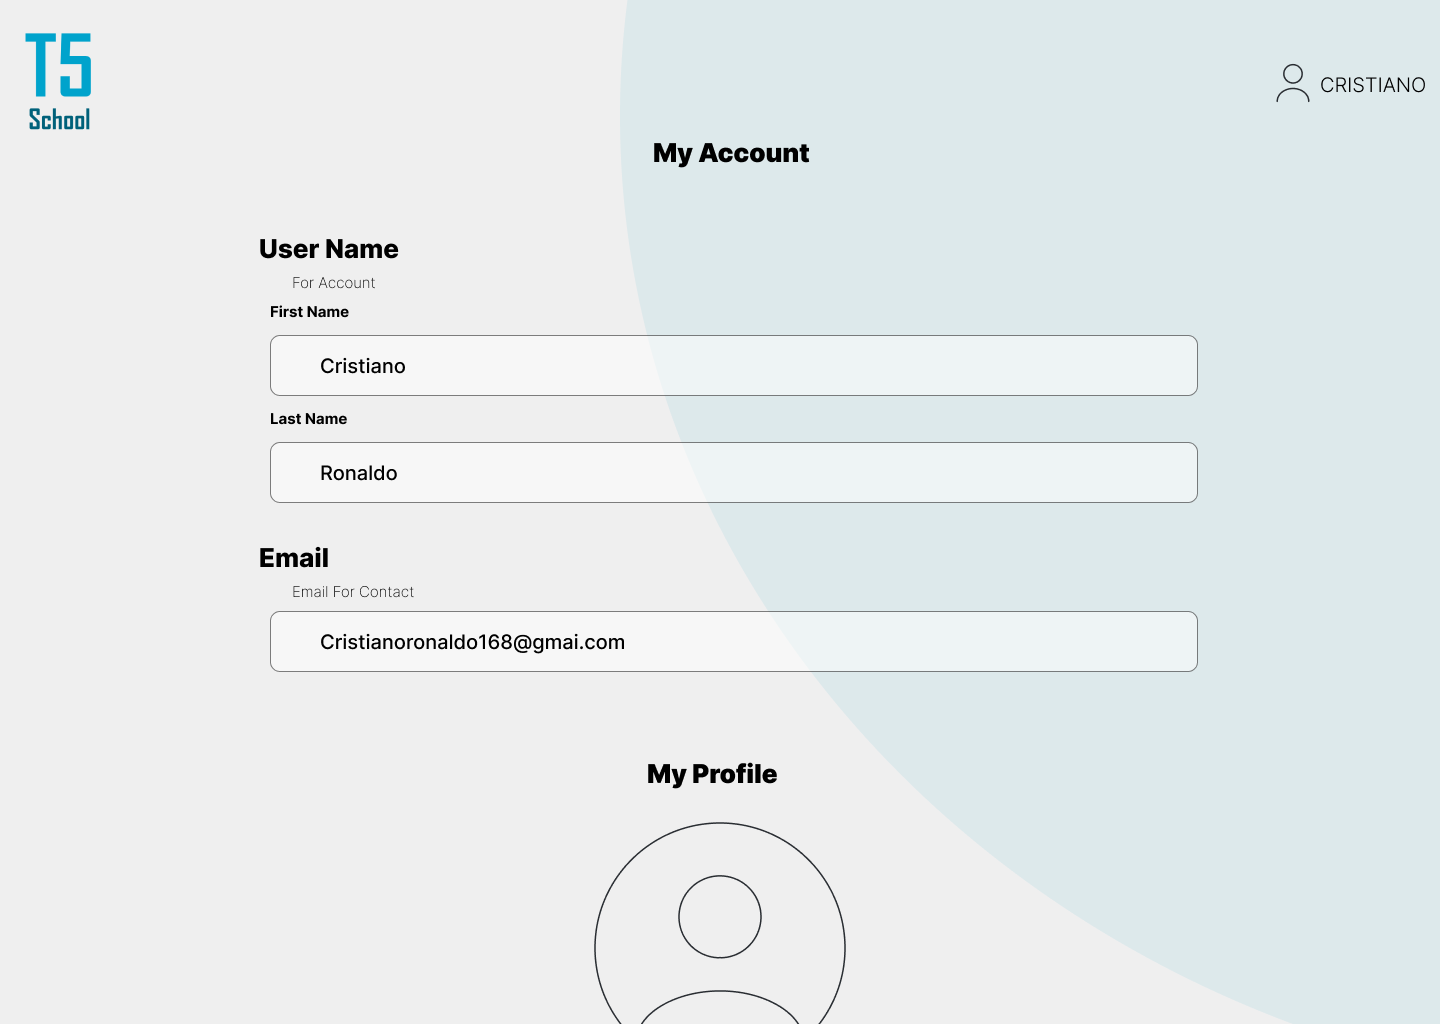 T5
School
CRISTIANO
My Account
User Name
For Account
First Name
Cristiano
Last Name
Ronaldo
Email
Email For Contact
Cristianoronaldo168@gmai.com
My Profile